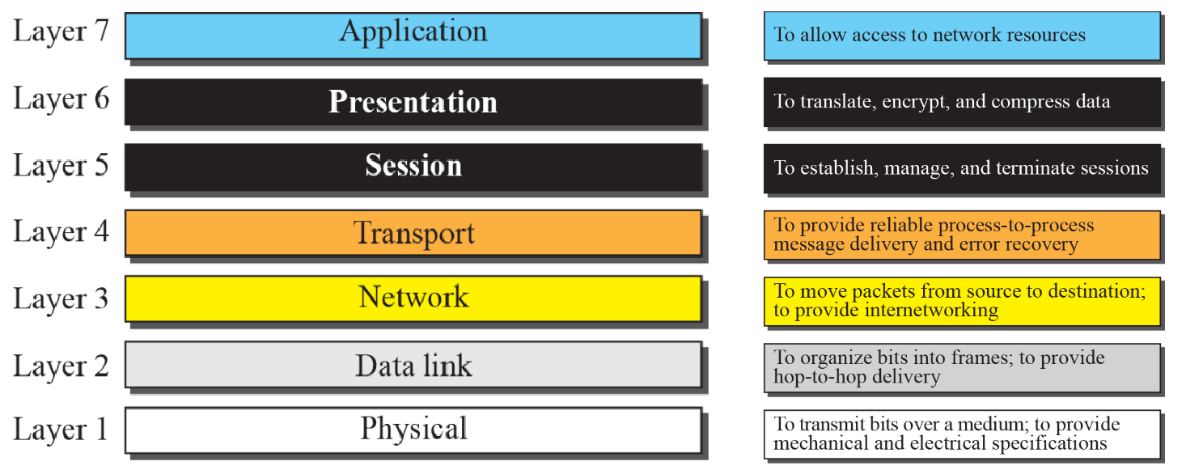 Layer 7 Application To allow access to network resources
Layer 6 Presentation To translate, encrypt, and compress data
Layer 5 Session To establish, manage, and terminate sessions
Layer 4 Transport To provide reliable process-to-process
message delivery and error recovery
Layer 3 Network To move packets from source to destination;
to provide internetworking
Layer 2 Data link To organize bits into frames; to provide
hop-to-hop delivery
Layer 1 Physical To transmit bits over a medium; to provide
mechanical and electrical specifications